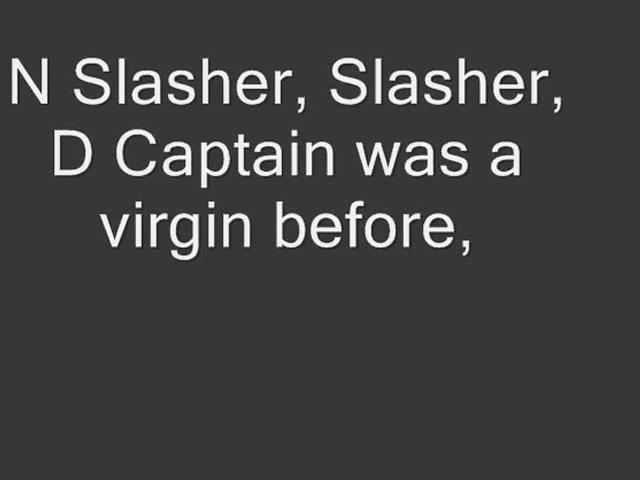 N Slasher, Slasher,
D Captain was a
virgin before,